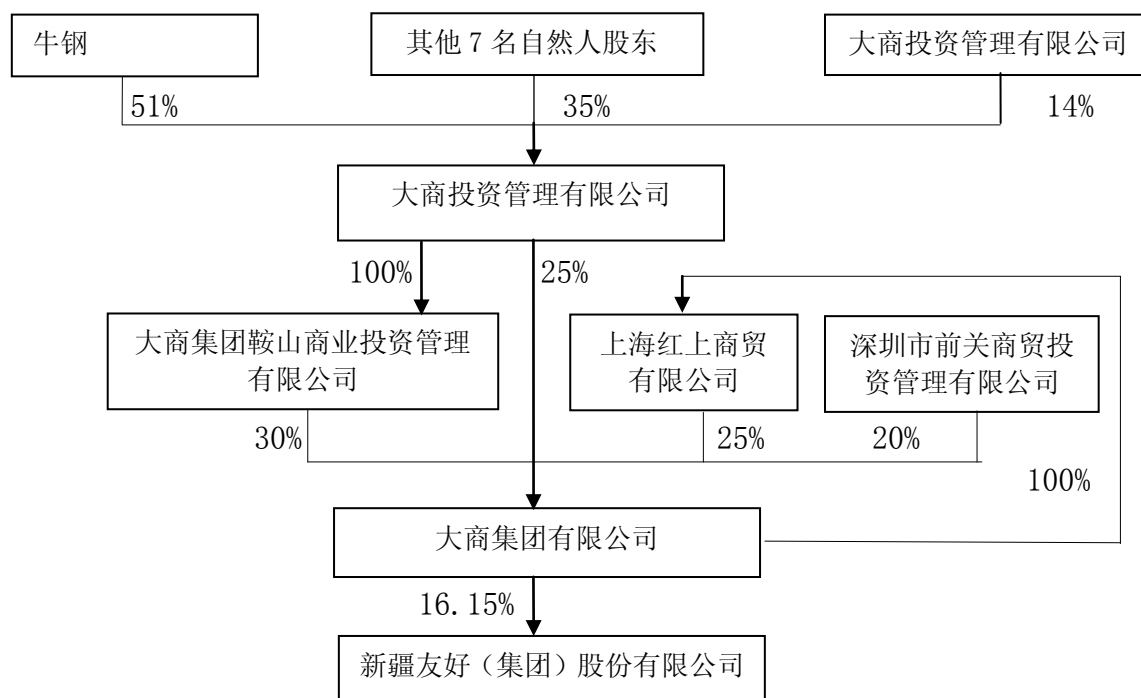 牛钢
其他 7 名自然人股东
大商投资管理有限公司
51%
35%
14%
大商投资管理有限公司
100%
25%
大商集团鞍山商业投资管理
有限公司
上海红上商贸
有限公司
深圳市前关商贸投
资管理有限公司
30%
25%
20%
100%
大商集团有限公司
16.15%
新疆友好（集团）股份有限公司